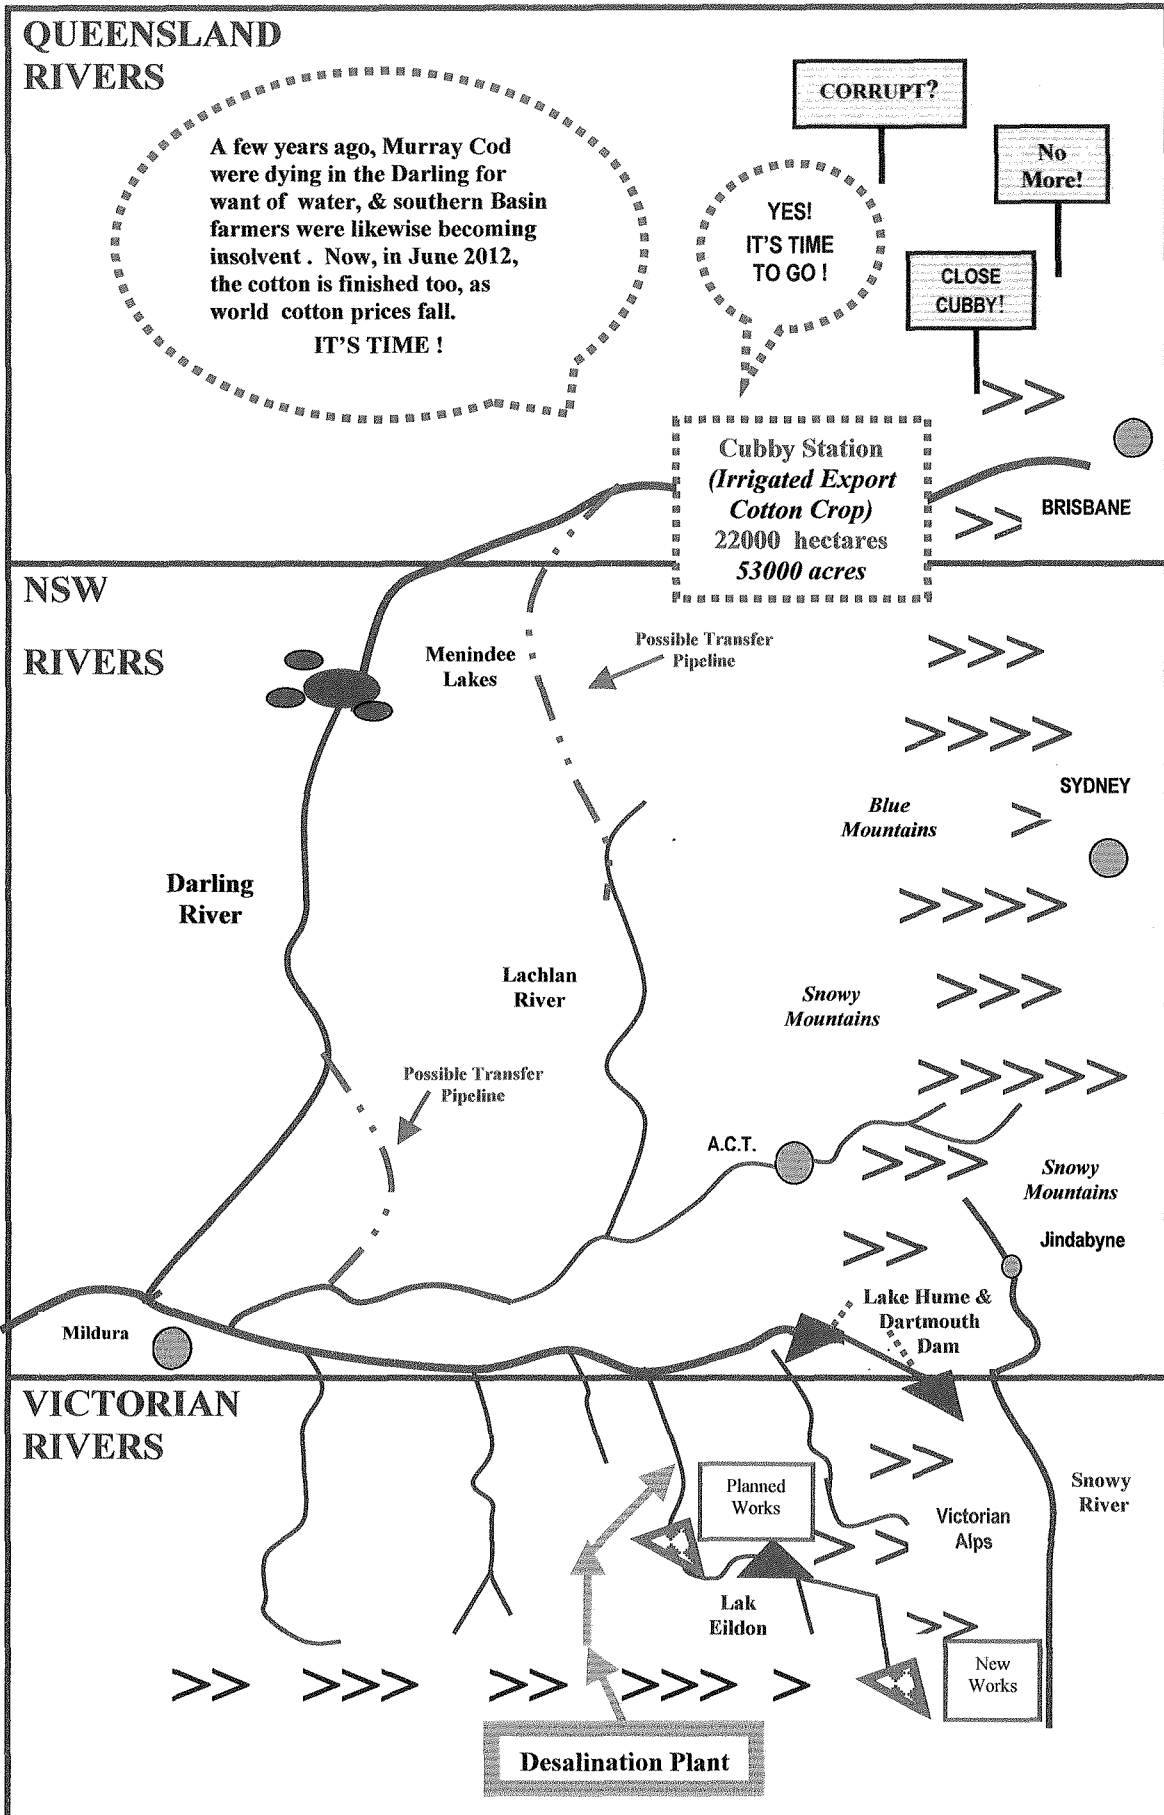 QUEENSLAND
RIVERS
CORRUPT?
No
More!
A few years ago, Murray Cod
were dying in the Darling for
want of water, & southern Basin
farmers were likewise becoming
insolvent . Now, in June 2012,
the cotton is finished too, as
world cotton prices fall.
IT'S TIME !
YES!
IT'S TIME
TO GO !
CLOSE
CUBBY!
Cubby Station
(Irrigated Export
Cotton Crop)
22000 hectares
53000 acres
BRISBANE
NSW
RIVERS
Menindee
Lakes
Possible Transfer
Pipeline
SYDNEY
Blue
Mountains
Darling
River
Lachlan
River
Snowy
Mountains
Possible Transfer
Pipeline
A.C.T.
Snowy
Mountains
Jindabyne
Lake Hume &
Dartmouth
Dam
Mildura
VICTORIAN
RIVERS
Planned
Works
Snowy
River
Victorian
Alps
Lak
Eildon
New
Works
Desalination Plant